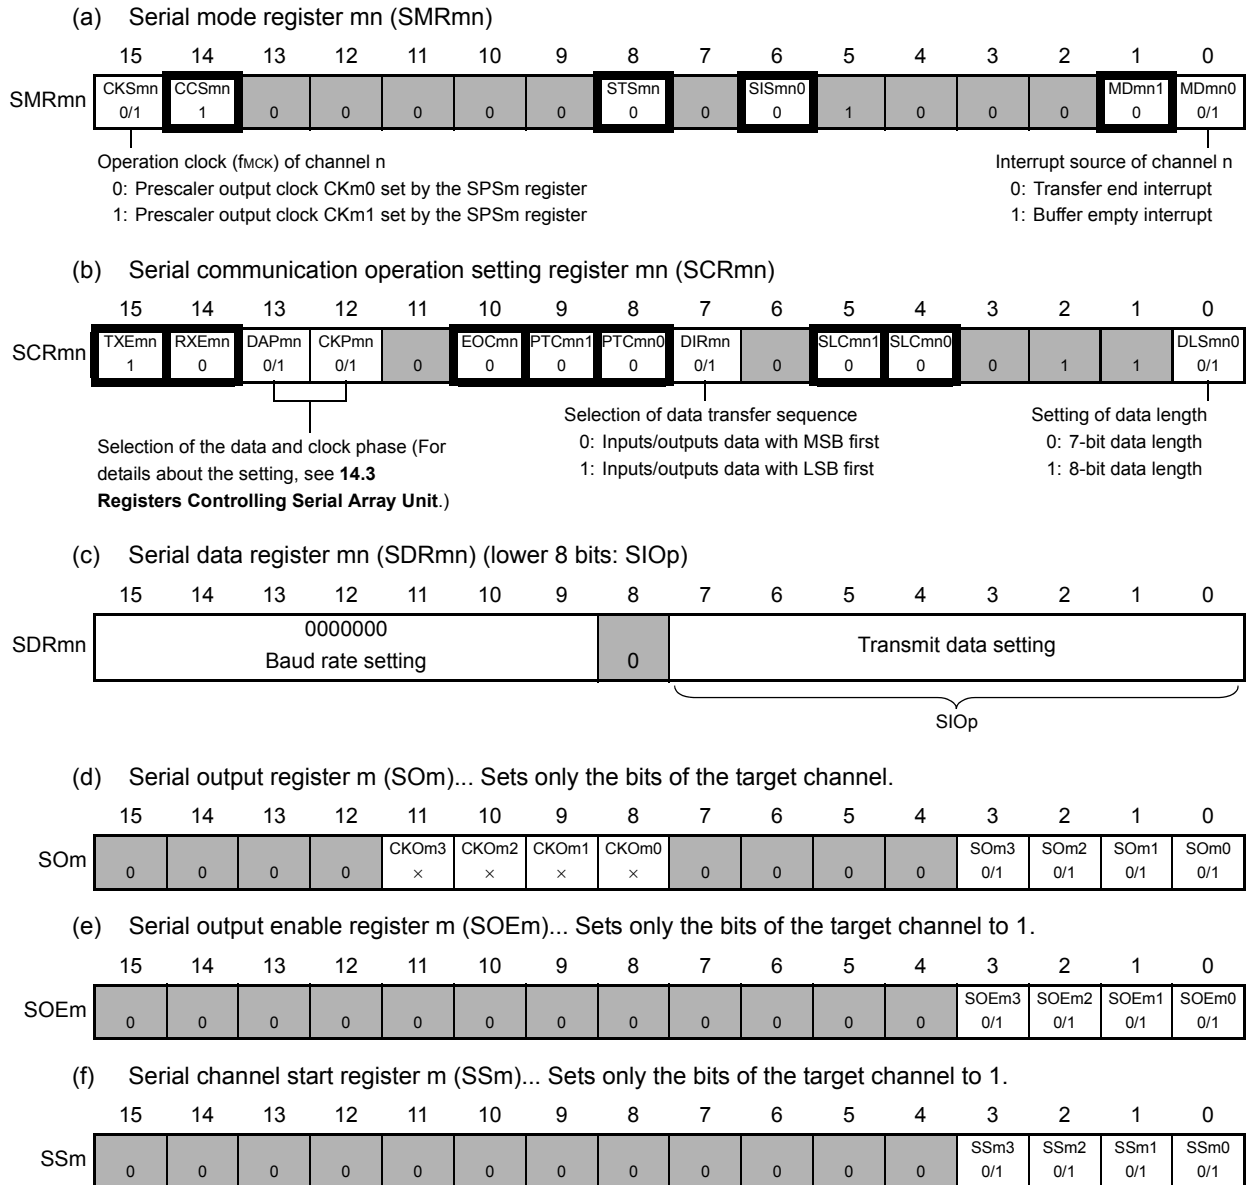 (a) Serial mode register mn (SMRmn)
15 14 13 12 11 10 9 8 7 6 5 4 3 2 1 0
SMRmn CKSmn CCSmn STSmn SISmn0 MDmn1 MDmn0
0/1 1 0 0 0 0 0 0 0 0 1 0 0 0 0 0/1
Operation clock (fMCK) of channel n
0: Prescaler output clock CKm0 set by the SPSm register
1: Prescaler output clock CKm1 set by the SPSm register
Interrupt source of channel n
0: Transfer end interrupt
1: Buffer empty interrupt
(b) Serial communication operation setting register mn (SCRmn)
15 14 13 12 11 10 9 8 7 6 5 4 3 2 1 0
SCRmn TXEmn RXEmn DAPmn CKPmn EOCmn PTCmn1 PTCmn0 DIRmn SLCmn1 SLCmn0 DLSmn0
1 0 0/1 0/1 0 0 0 0 0/1 0 0 0 0 1 1 0/1
Selection of the data and clock phase (For
details about the setting, see 14.3
Registers Controlling Serial Array Unit.)
Selection of data transfer sequence
0: Inputs/outputs data with MSB first
1: Inputs/outputs data with LSB first
Setting of data length
0: 7-bit data length
1: 8-bit data length
(c) Serial data register mn (SDRmn) (lower 8 bits: SIOp)
15 14 13 12 11 10 9 8 7 6 5 4 3 2 1 0
SDRmn 0000000
Baud rate setting 0 Transmit data setting
SIOp
(d) Serial output register m (SOm)... Sets only the bits of the target channel.
15 14 13 12 11 10 9 8 7 6 5 4 3 2 1 0
SOm CKOm3 CKOm2 CKOm1 CKOm0 SOm3 SOm2 SOm1 SOm0
0 0 0 0 × × × × 0 0 0 0 0/1 0/1 0/1 0/1
(e) Serial output enable register m (SOEm)... Sets only the bits of the target channel to 1.
15 14 13 12 11 10 9 8 7 6 5 4 3 2 1 0
SOEm SOEm3 SOEm2 SOEm1 SOEm0
0 0 0 0 0 0 0 0 0 0 0 0 0/1 0/1 0/1 0/1
(f) Serial channel start register m (SSm)... Sets only the bits of the target channel to 1.
15 14 13 12 11 10 9 8 7 6 5 4 3 2 1 0
SSm SSm3 SSm2 SSm1 SSm0
0 0 0 0 0 0 0 0 0 0 0 0 0/1 0/1 0/1 0/1